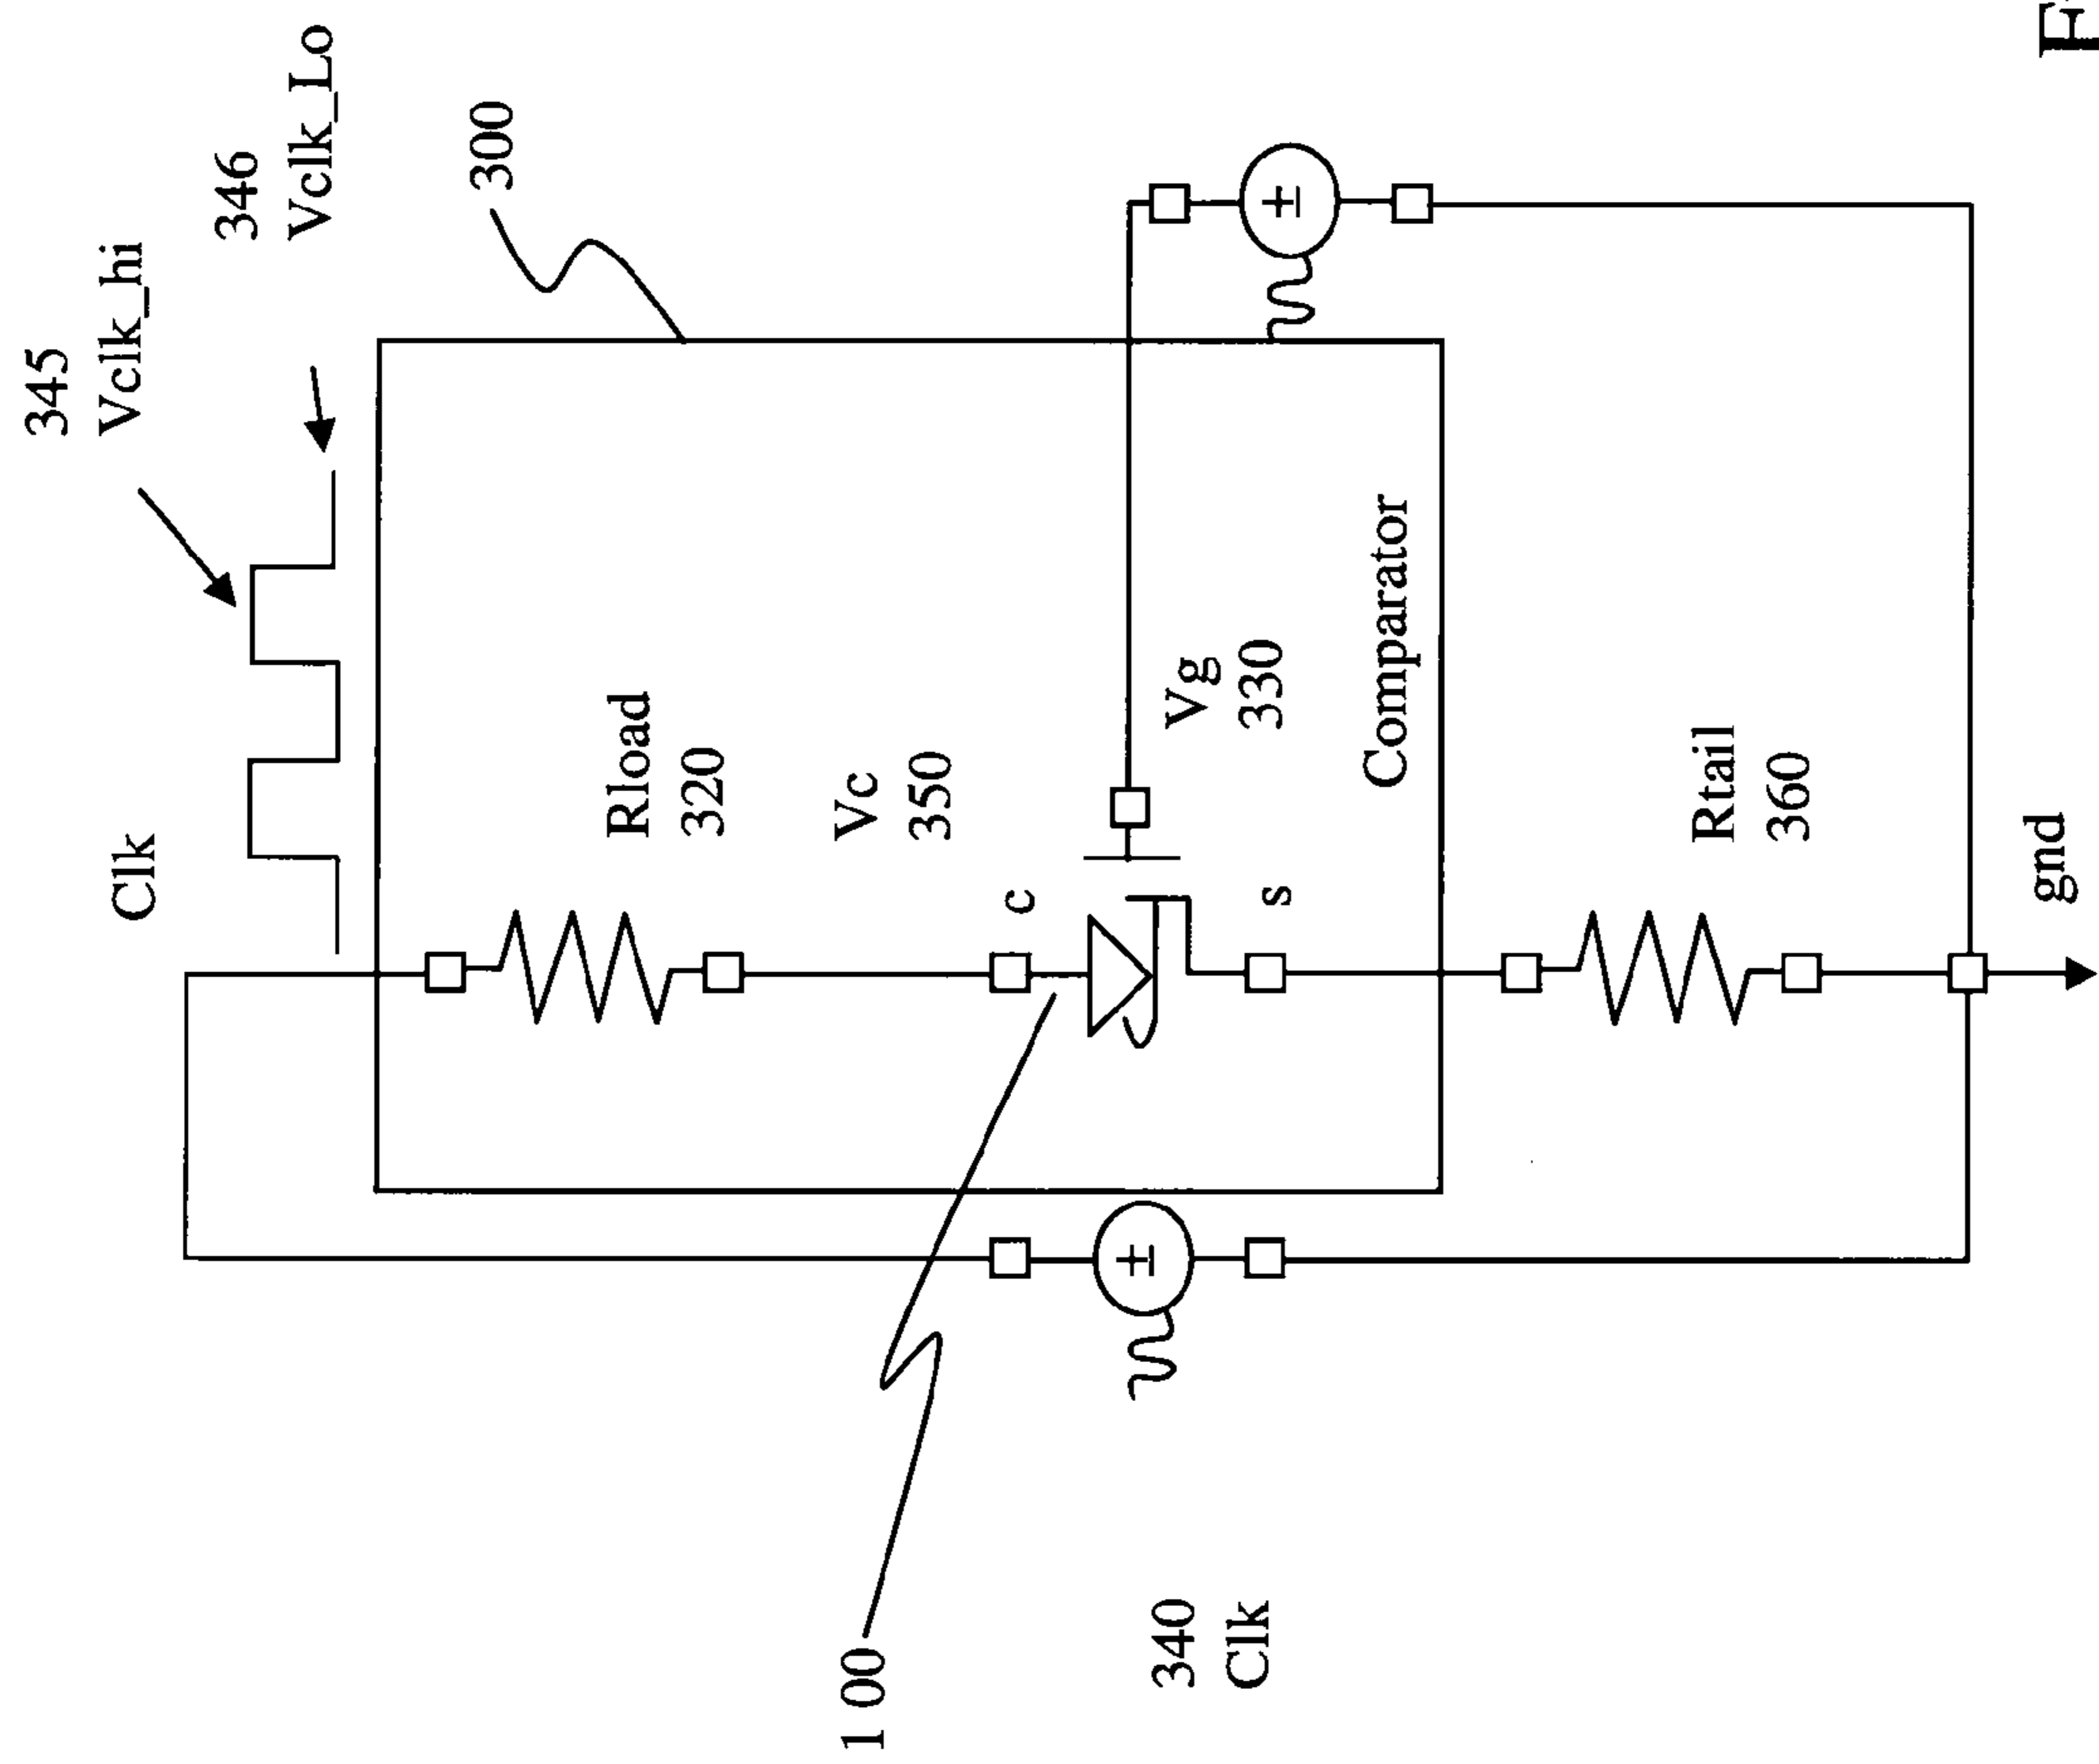 345
Vclk_hi
Clk
346
Vclk_Lo
300
Rload
320
Vc
350
1 00
c
Vg
330
340
Clk
s
Comparator
Rtail
360
gnd